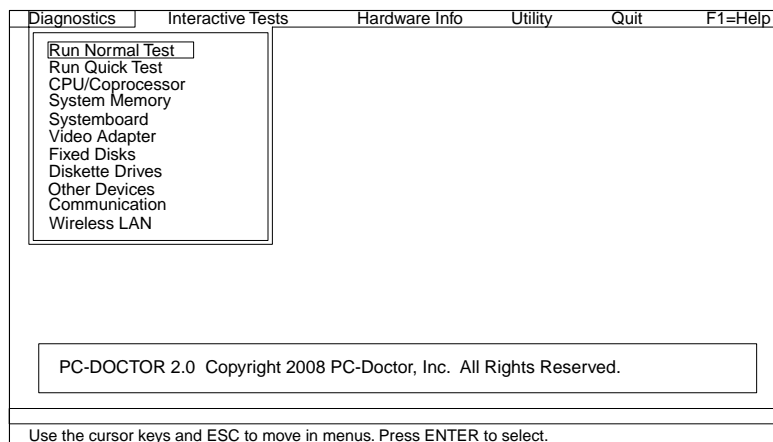 Diagnostics Interactive Tests Hardware Info Utility Quit F1=Help
Run Normal Test
Run Quick Test
CPU/Coprocessor
System Memory
Systemboard
Video Adapter
Fixed Disks
Diskette Drives
Other Devices
Communication
Wireless LAN
PC-DOCTOR 2.0 Copyright 2008 PC-Doctor, Inc. All Rights Reserved.
Use the cursor keys and ESC to move in menus. Press ENTER to select.